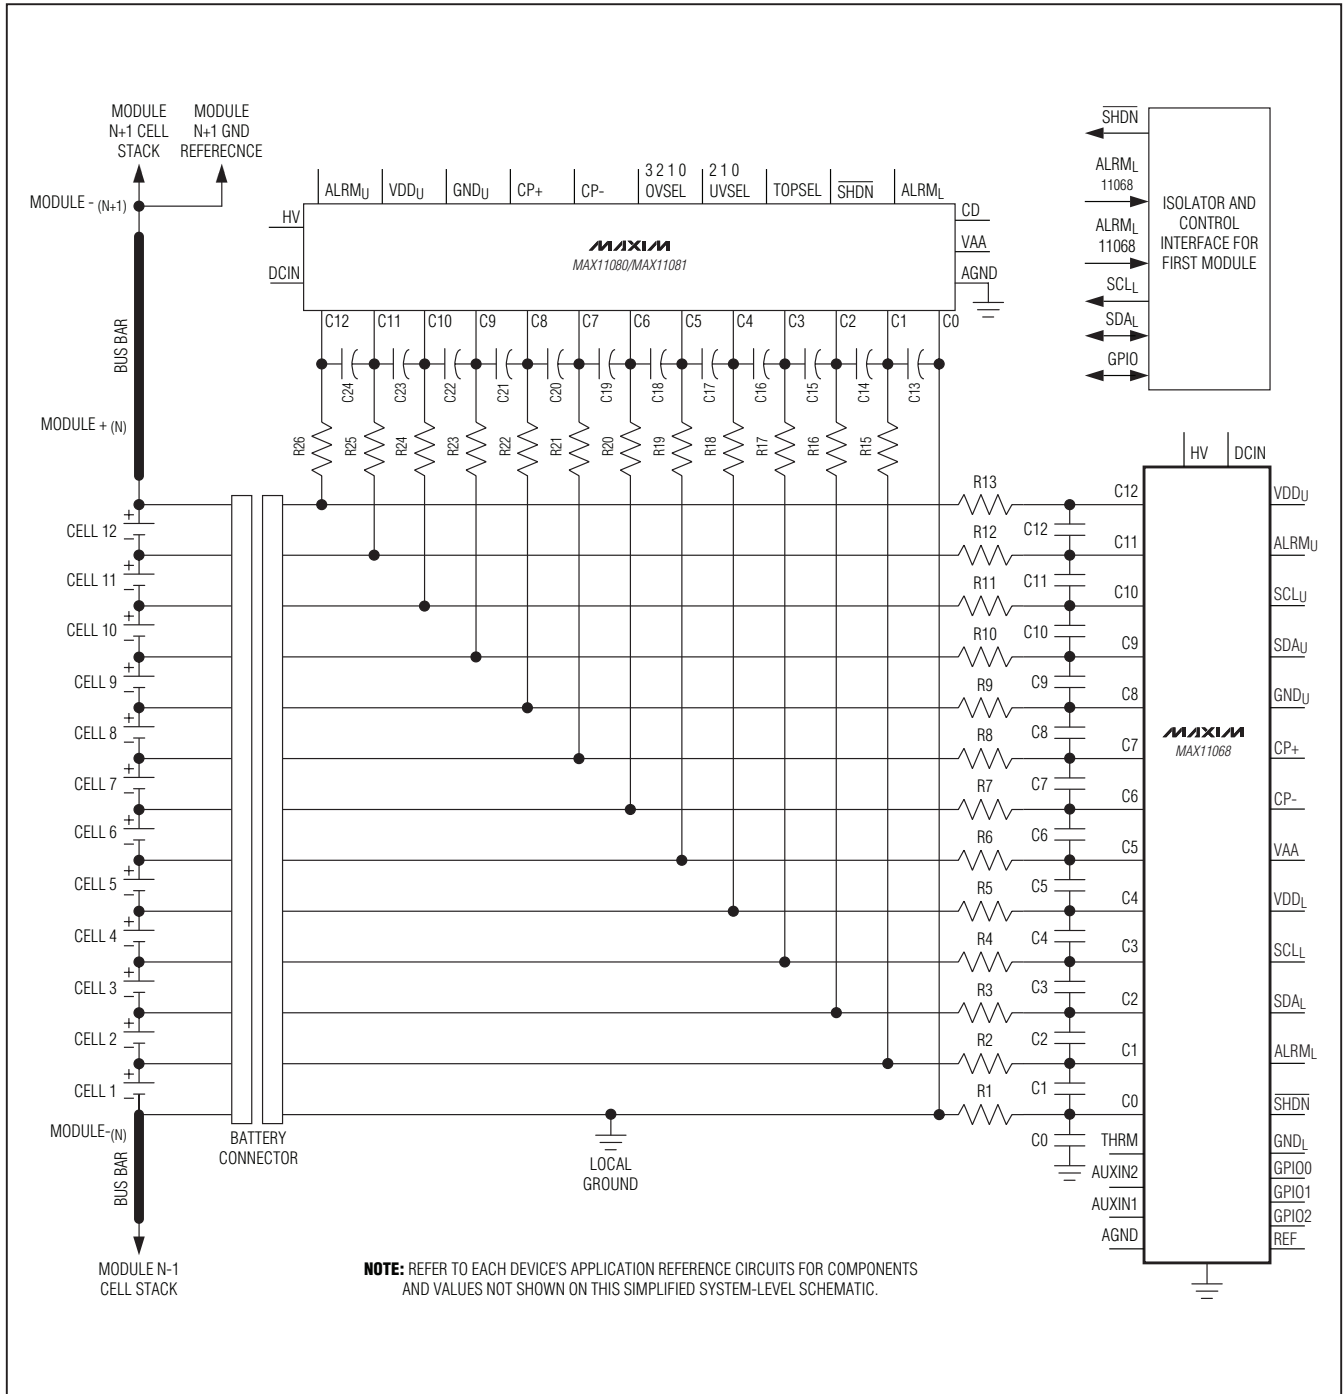 MODULE
N+1 CELL
STACK
MODULE
N+1 GND
REFERECNCE
MODULE - (N+1)
BUS BAR
MODULE + (N)
ALRMU
VDDU
GNDU
CP+
CP-
3 2 1 0
OVSEL
2 1 0
UVSEL
TOPSEL
SHDN
ALRML
HV
DCIN
MAXIM
MAX11080/MAX11081
CD
VAA
AGND
C12
C11
C10
C9
C8
C7
C6
C5
C4
C3
C2
C1
C0
C24
C23
C22
C21
C20
C19
C18
C17
C16
C15
C14
C13
R26
R25
R24
R23
R22
R21
R20
R19
R18
R17
R16
R15
SHDN
ALRML
11068
ALRML
11068
SCLL
SDAL
GPIO
ISOLATOR AND
CONTROL
INTERFACE FOR
FIRST MODULE
+
–
CELL 12
+
–
CELL 11
+
–
CELL 10
+
–
CELL 9
+
–
CELL 8
+
–
CELL 7
+
–
CELL 6
+
–
CELL 5
+
–
CELL 4
+
–
CELL 3
+
–
CELL 2
+
–
CELL 1
MODULE-(N)
BUS BAR
MODULE N-1
CELL STACK
BATTERY
CONNECTOR
LOCAL
GROUND
R13
R12
R11
R10
R9
R8
R7
R6
R5
R4
R3
R2
R1
C12
C11
C10
C9
C8
C7
C6
C5
C4
C3
C2
C1
C0
HV
DCIN
C12
C11
C10
C9
C8
C7
C6
C5
C4
C3
C2
C1
C0
THRM
AUXIN2
AUXIN1
AGND
MAXIM
MAX11068
VDDU
ALRMU
SCLU
SDAU
GNDU
CP+
CP-
VAA
VDDL
SCLL
SDAL
ALRML
SHDN
GNDL
GPIO0
GPIO1
GPIO2
REF
NOTE: REFER TO EACH DEVICE'S APPLICATION REFERENCE CIRCUITS FOR COMPONENTS
AND VALUES NOT SHOWN ON THIS SIMPLIFIED SYSTEM-LEVEL SCHEMATIC.